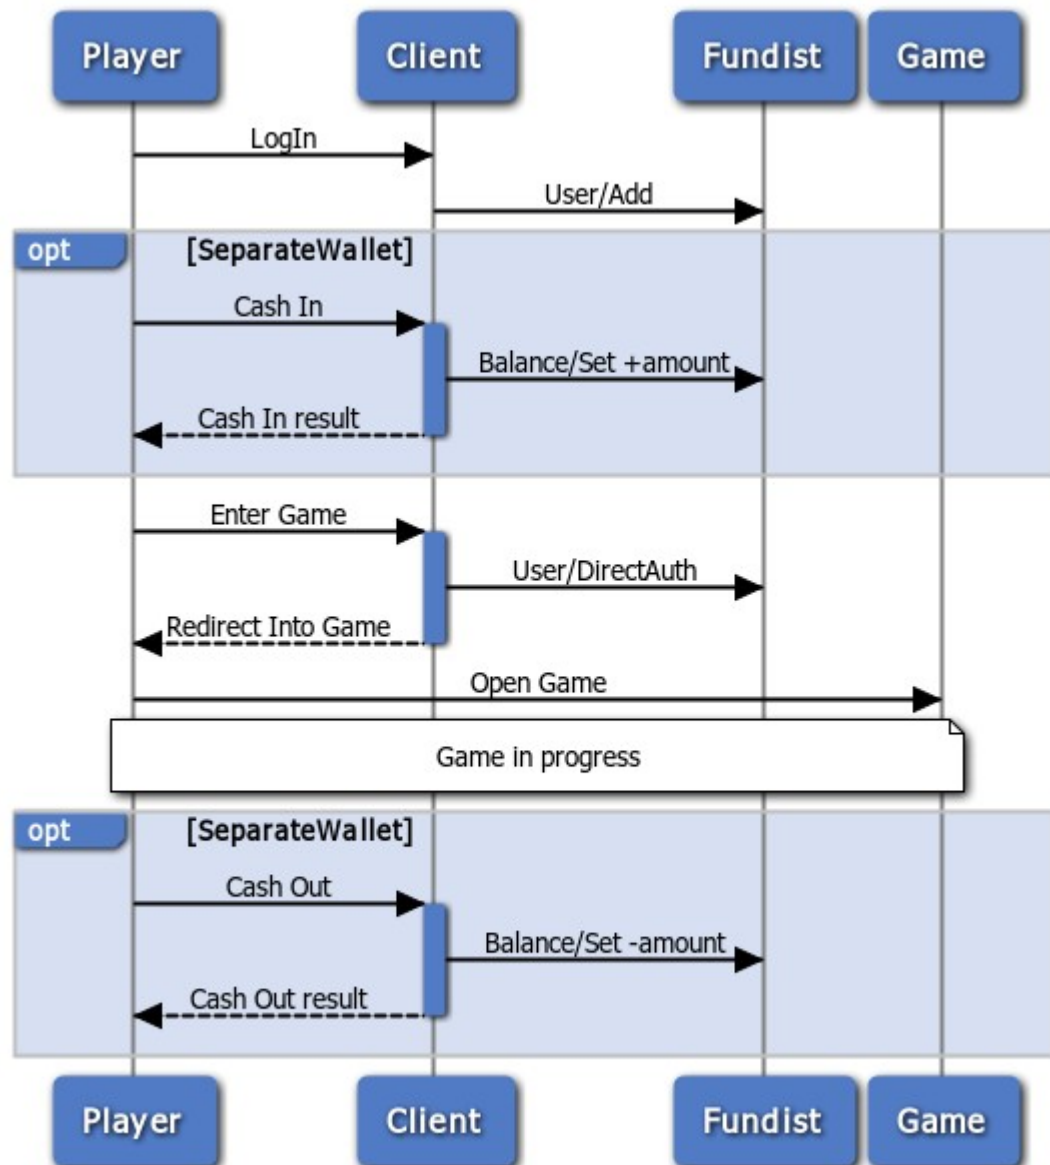 Player Client Fundist Game
LogIn
User/Add
opt [SeparateWallet]
Cash In
Balance/Set +amount
Cash In result
Enter Game
User/DirectAuth
Redirect Into Game
Open Game
Game in progress
opt [SeparateWallet]
Cash Out
Balance/Set -amount
Cash Out result
Player Client Fundist Game